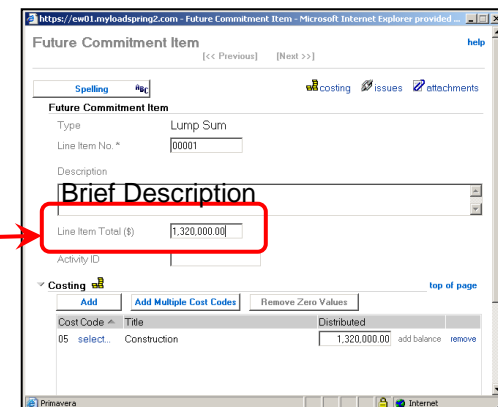 https://ew01.myloadspring2.com - Future Commitment Item - Microsoft Internet Explorer provided ...
Future Commitment Item
help
[<< Previous] [Next >>]
Spelling ABC costing issues attachments
Future Commitment Item
Type Lump Sum
Line Item No. * 00001
Description
Brief Description
Line Item Total ($) 1,320,000.00
Activity ID
Costing top of page
Add Add Multiple Cost Codes Remove Zero Values
Cost Code Title Distributed
05 select... Construction 1,320,000.00 add balance remove
Primavera Internet